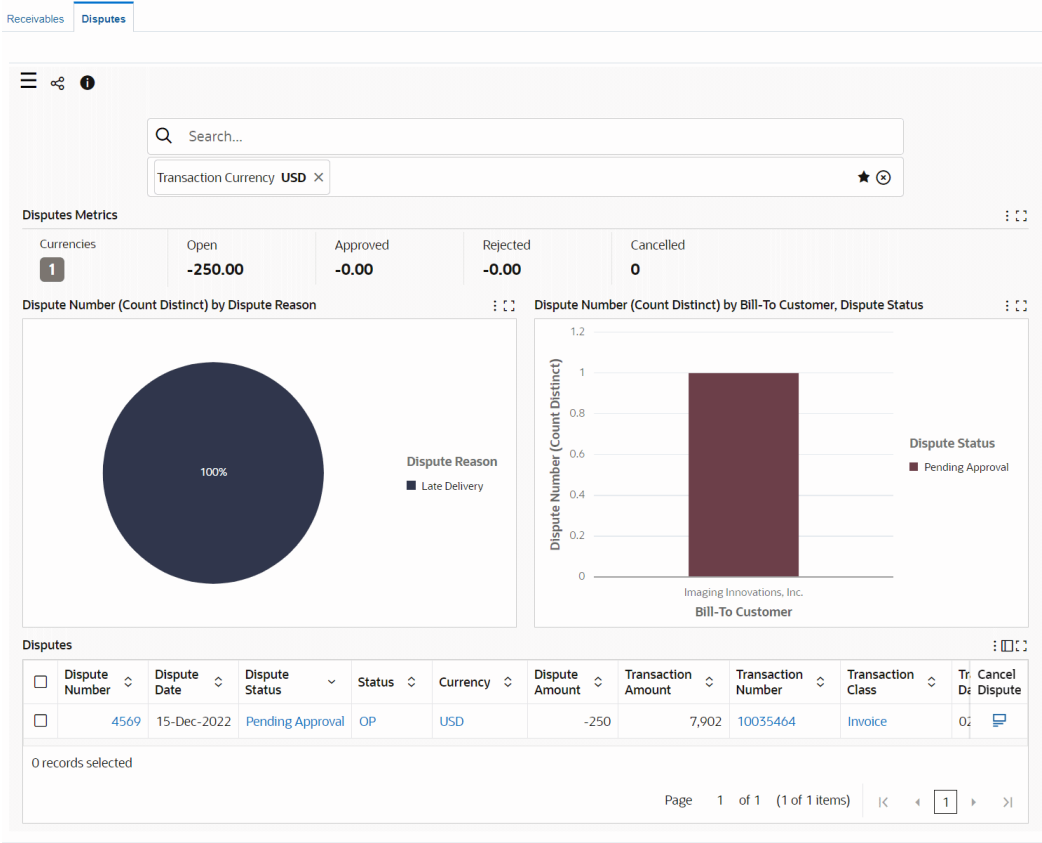 Receivables Disputes
Search...
Transaction Currency USD
Disputes Metrics
Currencies Open Approved Rejected Cancelled
1 -250.00 -0.00 -0.00 0
Dispute Number (Count Distinct) by Dispute Reason
100%
Dispute Reason
Late Delivery
Dispute Number (Count Distinct) by Bill-To Customer, Dispute Status
Dispute Number (Count Distinct)
1.2
1
0.8
0.6
0.4
0.2
0
Imaging Innovations, Inc.
Bill-To Customer
Dispute Status
Pending Approval
Disputes
Dispute Number Dispute Date Dispute Status Status Currency Dispute Amount Transaction Amount Transaction Number Transaction Class Cancel Dispute
4569 15-Dec-2022 Pending Approval OP USD -250 7,902 10035464 Invoice
0 records selected
Page 1 of 1 (1 of 1 items) 1